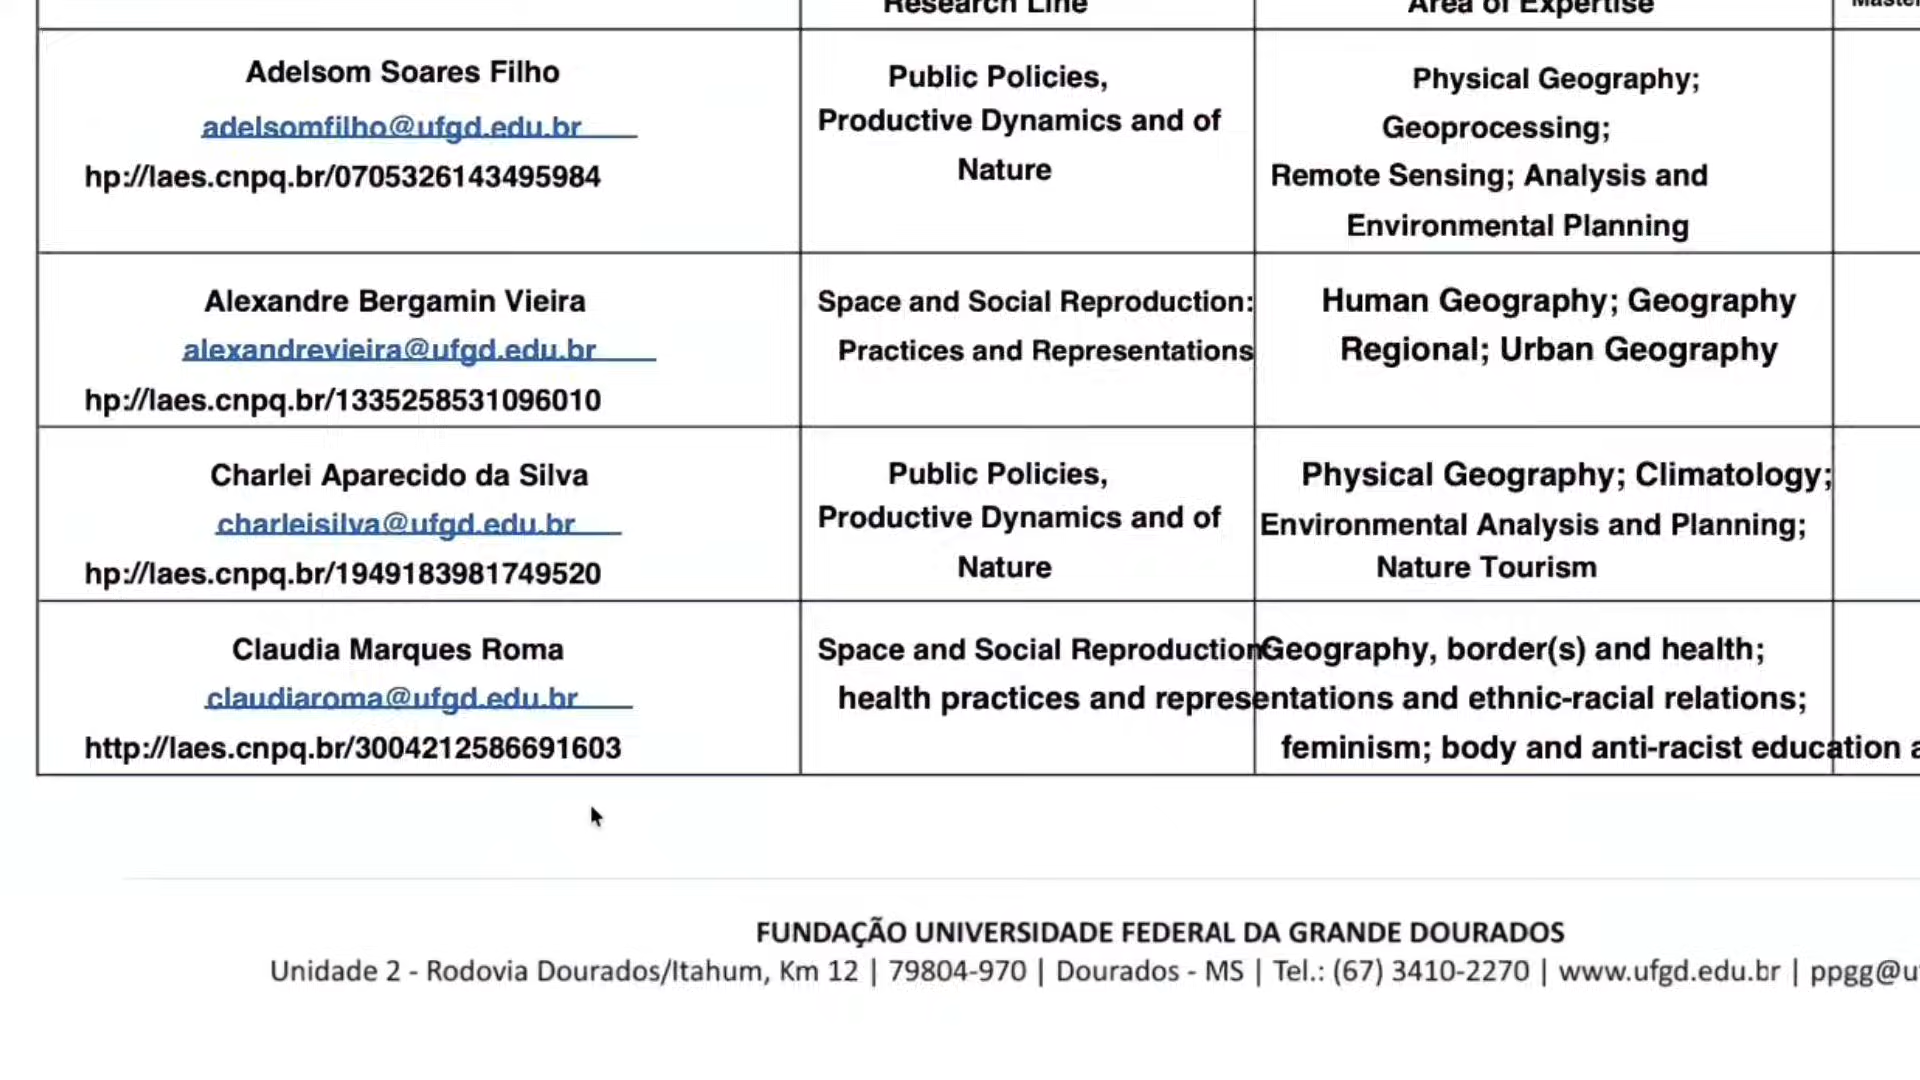 Research Line
Area of Expertise
Adelsom Soares Filho
adelsomfilho@ufgd.edu.br
hp://laes.cnpq.br/0705326143495984
Public Policies,
Productive Dynamics and of
Nature
Physical Geography;
Geoprocessing;
Remote Sensing; Analysis and
Environmental Planning
Alexandre Bergamin Vieira
alexandrevieira@ufgd.edu.br
hp://laes.cnpq.br/1335258531096010
Space and Social Reproduction:
Practices and Representations
Human Geography; Geography
Regional; Urban Geography
Charlei Aparecido da Silva
charleisilva@ufgd.edu.br
hp://laes.cnpq.br/1949183981749520
Public Policies,
Productive Dynamics and of
Nature
Physical Geography; Climatology;
Environmental Analysis and Planning;
Nature Tourism
Claudia Marques Roma
claudiaroma@ufgd.edu.br
http://laes.cnpq.br/3004212586691603
Space and Social Reproduction
Geography, border(s) and health;
health practices and representations and ethnic-racial relations;
feminism; body and anti-racist education
FUNDAÇÃO UNIVERSIDADE FEDERAL DA GRANDE DOURADOS
Unidade 2 - Rodovia Dourados/Itahum, Km 12 | 79804-970 | Dourados - MS | Tel.: (67) 3410-2270 | www.ufgd.edu.br | ppgg@u